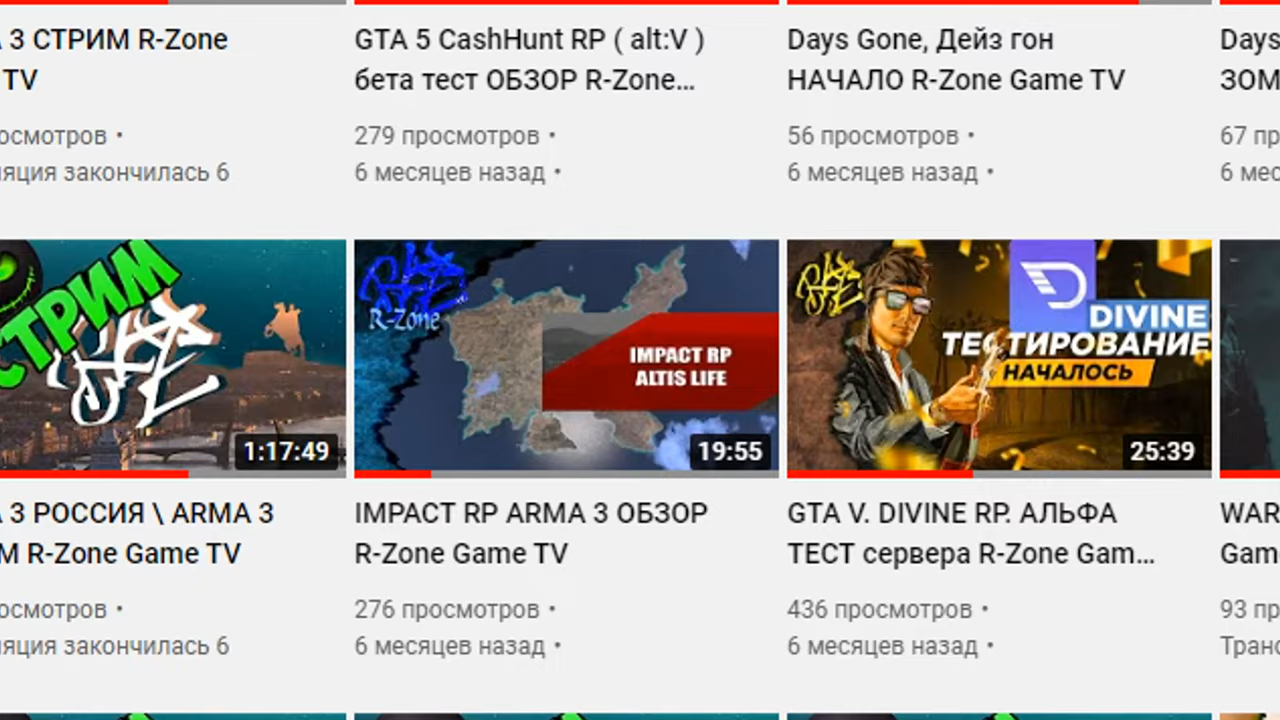 3 СТРИМ R-Zone
TV
осмотров •
яция закончилась 6
GTA 5 CashHunt RP ( alt:V )
бета тест ОБЗОР R-Zone...
279 просмотров •
6 месяцев назад •
Days Gone, Дейз гон
НАЧАЛО R-Zone Game TV
56 просмотров •
6 месяцев назад •
Days
ЗОМ
67 пр
6 мес
СТРИМ
1:17:49
R-Zone
IMPACT RP
ALTIS LIFE
19:55
DIVINE
ТЕСТИРОВАНИЕ
НАЧАЛОСЬ
25:39
3 РОССИЯ \ ARMA 3
М R-Zone Game TV
осмотров •
яция закончилась 6
IMPACT RP ARMA 3 ОБЗОР
R-Zone Game TV
276 просмотров •
6 месяцев назад •
GTA V. DIVINE RP. АЛЬФА
ТЕСТ сервера R-Zone Gam...
436 просмотров •
6 месяцев назад •
WAR
Gam
93 пр
Транс